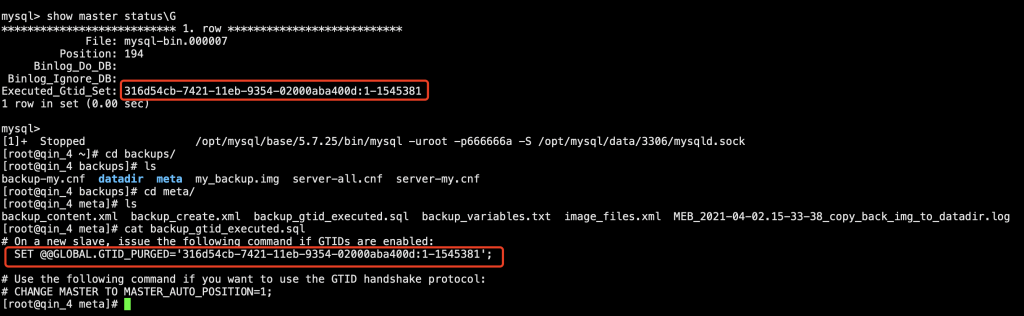 mysql> show master status\G
*************************** 1. row ***************************
File: mysql-bin.000007
Position: 194
Binlog_Do_DB:
Binlog_Ignore_DB:
Executed_Gtid_Set: 316d54cb-7421-11eb-9354-02000aba400d:1-1545381
1 row in set (0.00 sec)
mysql>
[1]+  Stopped                 /opt/mysql/base/5.7.25/bin/mysql -uroot -p666666a -S /opt/mysql/data/3306/mysqld.sock
[root@qin_4 ~]# cd backups/
[root@qin_4 backups]# ls
backup-my.cnf  datadir  meta  my_backup.img  server-all.cnf  server-my.cnf
[root@qin_4 backups]# cd meta/
[root@qin_4 meta]# ls
backup_content.xml  backup_create.xml  backup_gtid_executed.sql  backup_variables.txt  image_files.xml  MEB_2021-04-02.15-33-38_copy_back_img_to_datadir.log
[root@qin_4 meta]# cat backup_gtid_executed.sql
# On a new slave, issue the following command if GTIDs are enabled:
SET @@GLOBAL.GTID_PURGED='316d54cb-7421-11eb-9354-02000aba400d:1-1545381';
# Use the following command if you want to use the GTID handshake protocol:
# CHANGE MASTER TO MASTER_AUTO_POSITION=1;
[root@qin_4 meta]#